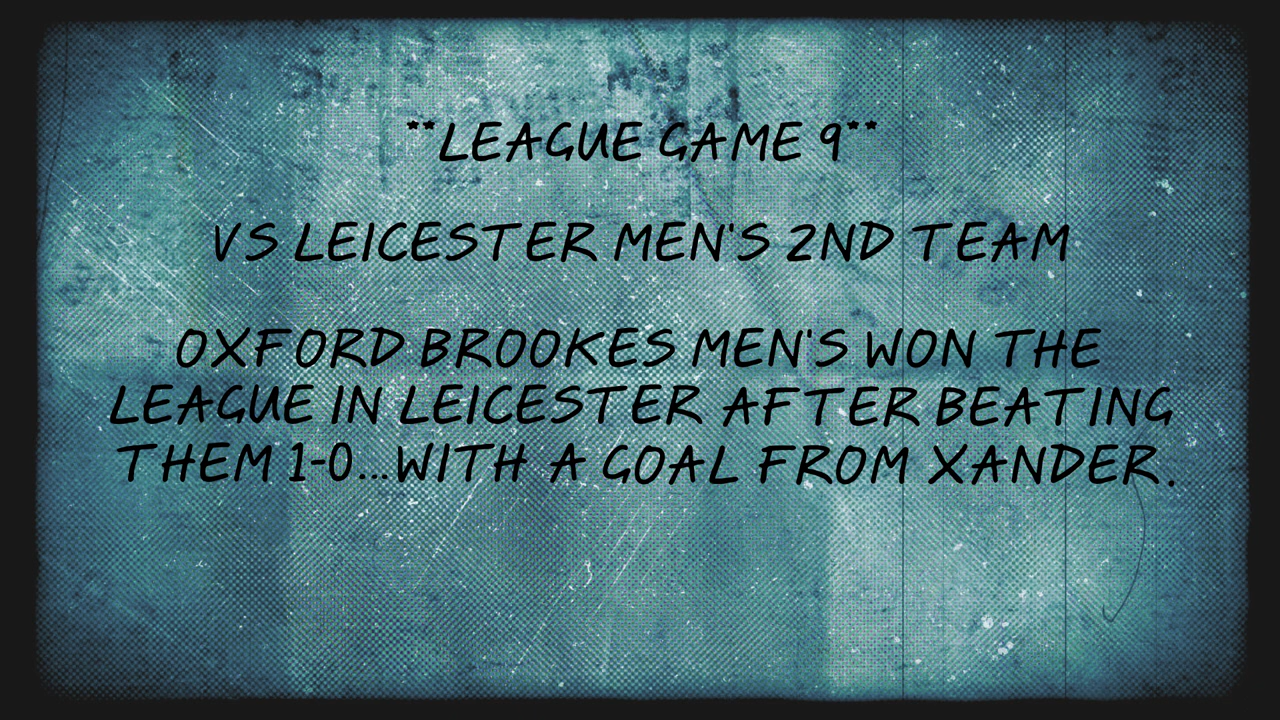 **LEAGUE GAME 9**
VS LEICESTER MEN'S 2ND TEAM
OXFORD BROOKES MEN'S WON THE
LEAGUE IN LEICESTER AFTER BEATING
THEM 1-0...WITH A GOAL FROM XANDER.